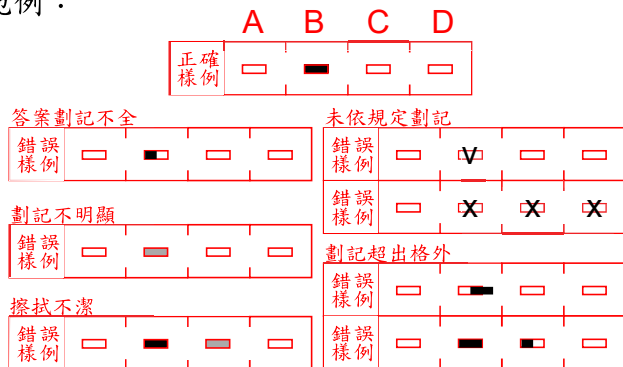 範例：
A B C D
正確
樣例
答案劃記不全
錯誤
樣例
劃記不明顯
錯誤
樣例
擦拭不潔
錯誤
樣例
未依規定劃記
錯誤
樣例
V
錯誤
樣例
X X X
劃記超出格外
錯誤
樣例
錯誤
樣例